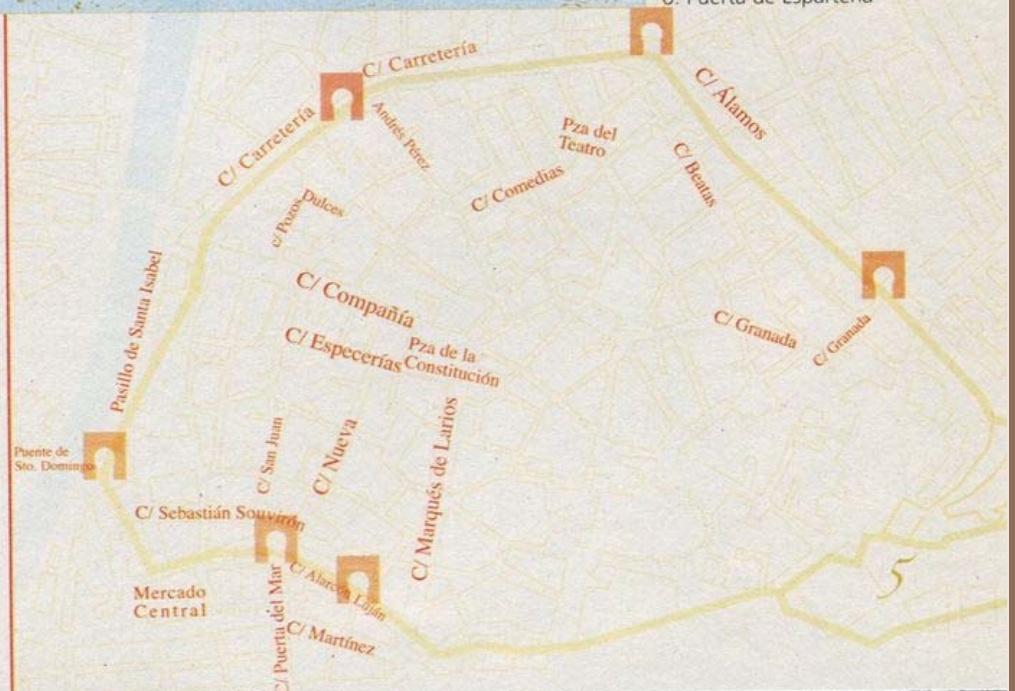 6. Puerta de Espartería
C/ Carretería
C/ Álamos
C/ Carretería
Andrés Pérez
Pza del
Teatro
C/ Comedias
C/ Beatas
c/ Pozos Dulces
Pasillo de Santa Isabel
C/ Compañía
C/ Especerías
Pza de la
Constitución
C/ Granada
C/ Granada
Puente de
Sto. Domingo
C/ San Juan
C/ Nueva
C/ Marqués de Larios
C/ Sebastián Souvirón
Mercado
Central
C/ Puerta del Mar
C/ Alarcón Luján
C/ Martínez
5